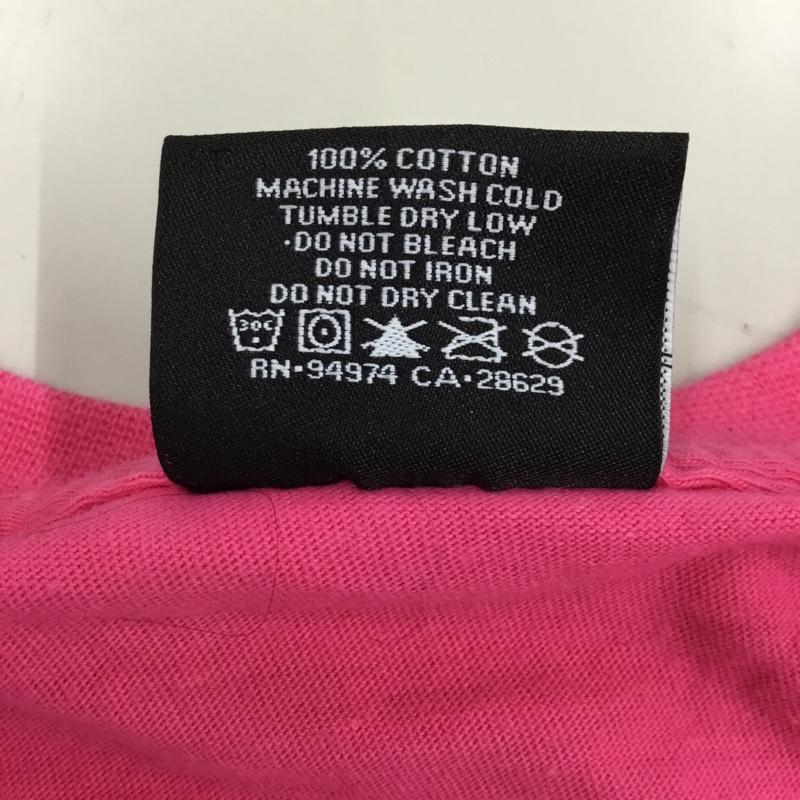 100% COTTON
MACHINE WASH COLD
TUMBLE DRY LOW
·DO NOT BLEACH
DO NOT IRON
DO NOT DRY CLEAN
30C
RN·94974 CA·28629